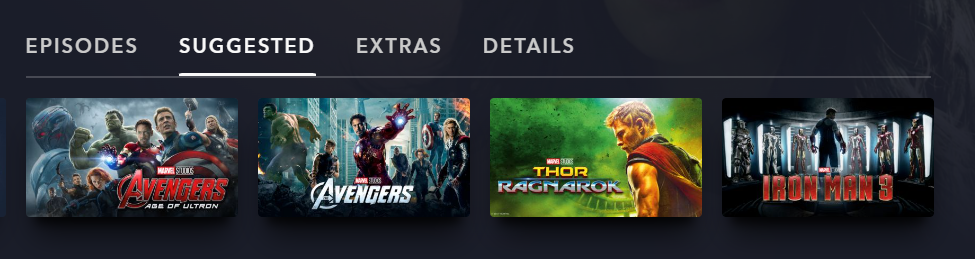 EPISODES SUGGESTED EXTRAS DETAILS
MARVEL STUDIOS
AVENGERS
AGE OF ULTRON
MARVEL STUDIOS
AVENGERS
MARVEL STUDIOS
THOR
RAGNAROK
IRON MAN 3